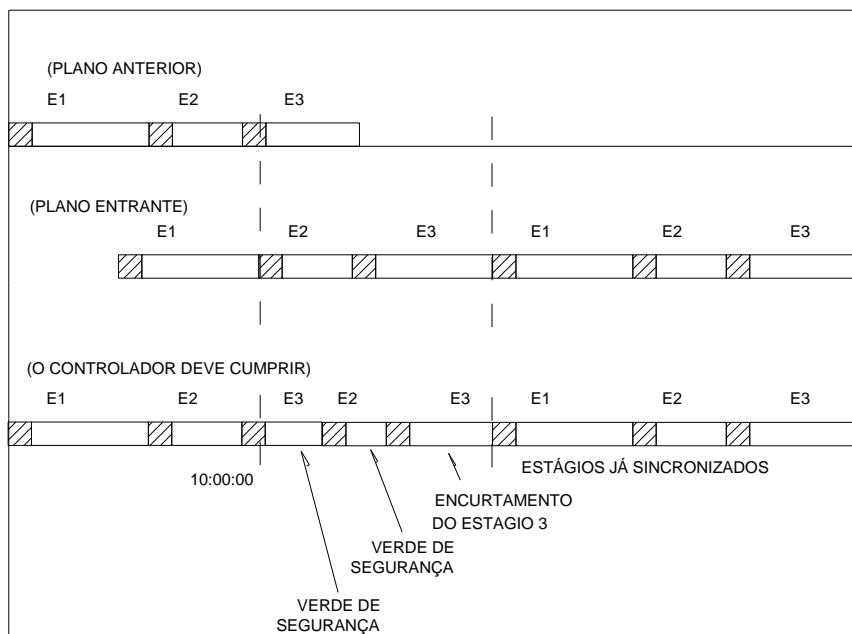 (PLANO ANTERIOR)
E1 E2 E3
(PLANO ENTRANTE)
E1 E2 E3 E1 E2 E3
(O CONTROLADOR DEVE CUMPRIR)
E1 E2 E3 E2 E3 E1 E2 E3
10:00:00
ESTÁGIOS JÁ SINCRONIZADOS
ENCURTAMENTO
DO ESTAGIO 3
VERDE DE
SEGURANÇA
VERDE DE
SEGURANÇA